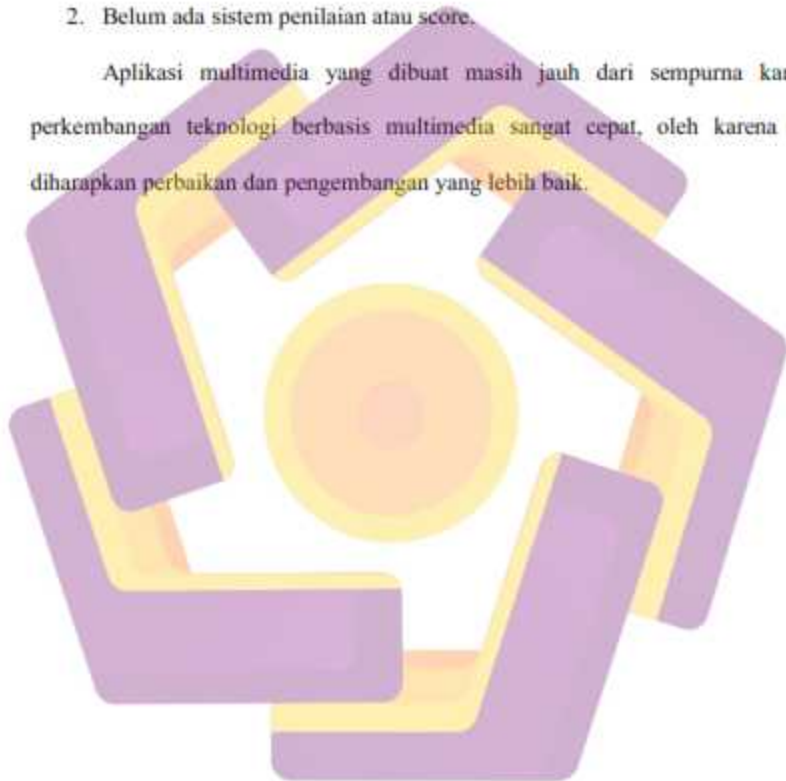 2. Belum ada sistem penilaian atau score.
Aplikasi multimedia yang dibuat masih jauh dari sempurna
perkembangan teknologi berbasis multimedia sangat cepat, oleh karena
diharapkan perbaikan dan pengembangan yang lebih baik.